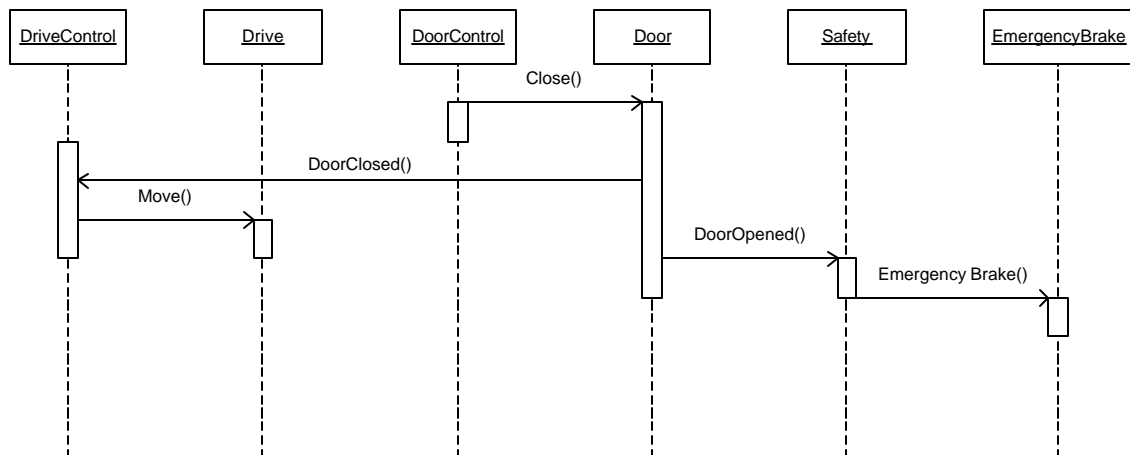 DriveControl
Drive
DoorControl
Door
Safety
EmergencyBrake
Close()
DoorClosed()
Move()
DoorOpened()
Emergency Brake()